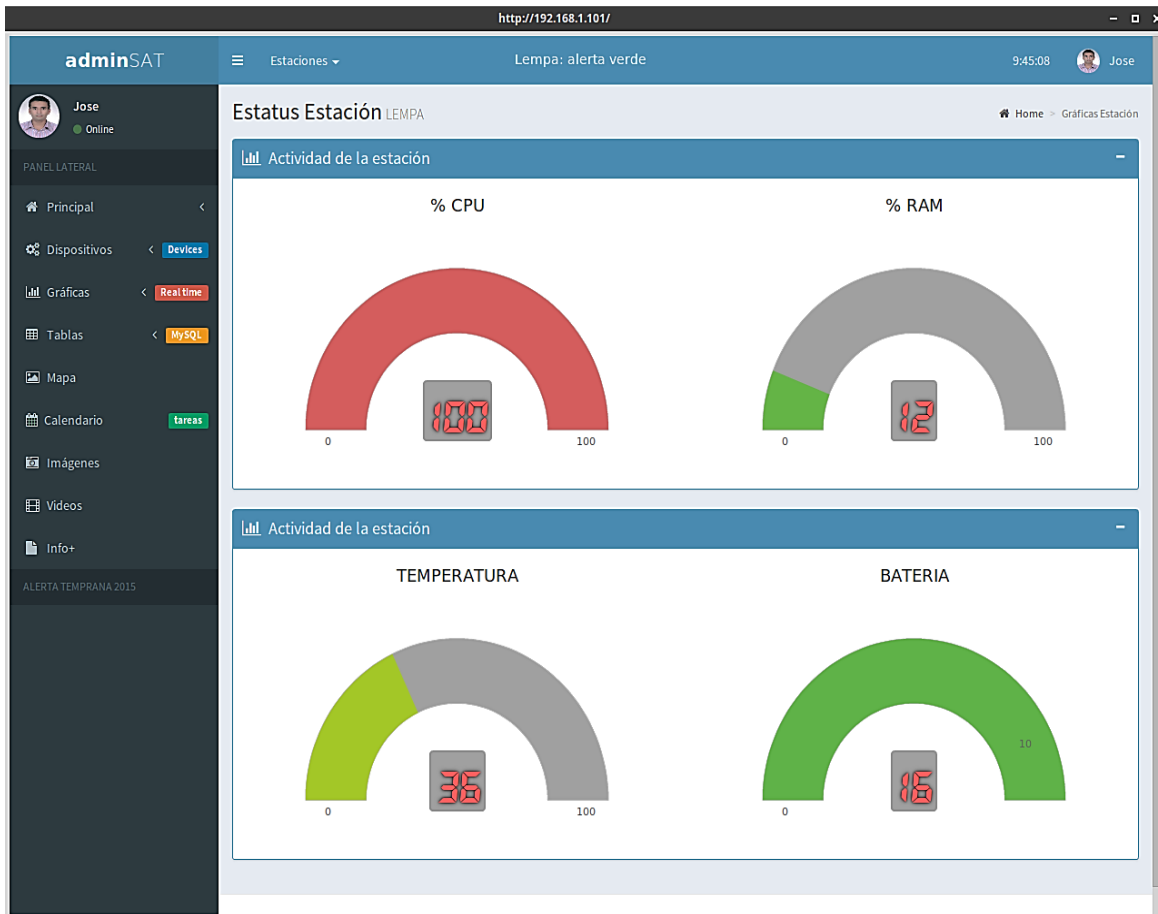 http://192.168.1.101/
adminSAT
Estaciones
Lempa: alerta verde
9:45:08
Jose
Jose
Online
PANEL LATERAL
Principal
Dispositivos
Devices
Gráficas
Real time
Tablas
MySQL
Mapa
Calendario
tareas
Imágenes
Videos
Info+
ALERTA TEMPRANA 2015
Estatus Estación LEMPA
Home > Gráficas Estación
Actividad de la estación
% CPU
100
0
100
% RAM
12
0
100
Actividad de la estación
TEMPERATURA
36
0
100
BATERIA
10
16
0